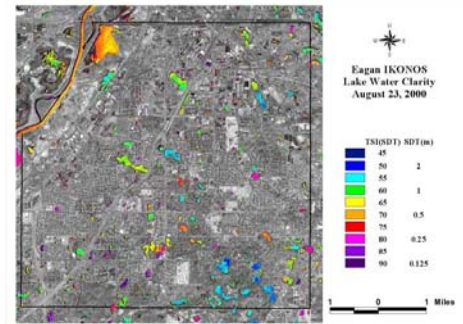 N
W E
S
Eagan IKONOS
Lake Water Clarity
August 23, 2000
TSI(SDT) SDT(m)
45
50 2
55
60 1
65
70 0.5
75
80 0.25
85
90 0.125
1 0 1 Miles